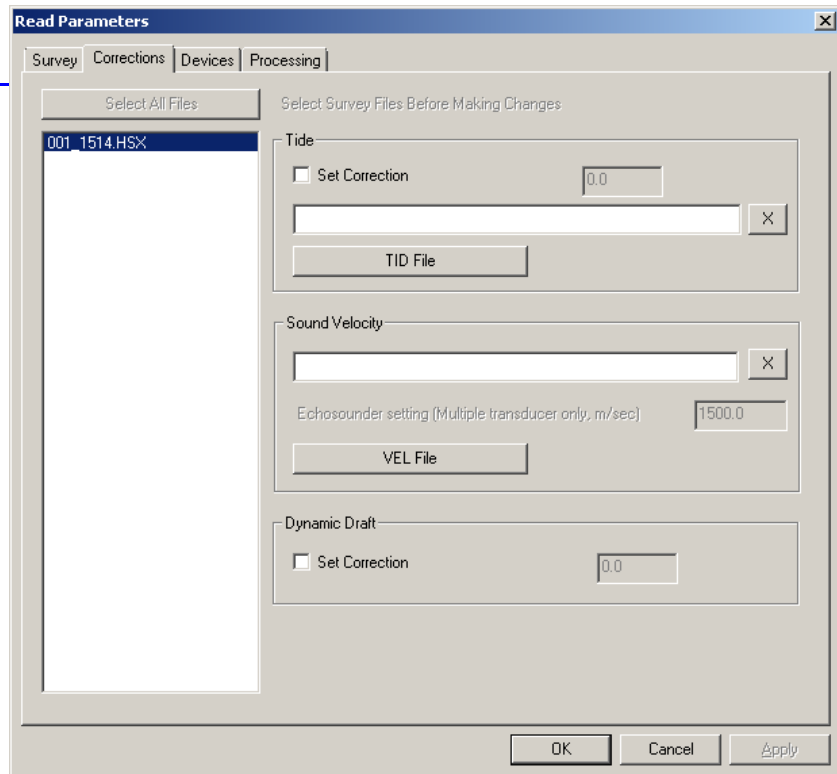 Read Parameters
Survey Corrections Devices Processing
Select All Files Select Survey Files Before Making Changes
001_1514.HSX
Tide
Set Correction 0.0
X
TID File
Sound Velocity
X
Echosounder setting (Multiple transducer only, m/sec) 1500.0
VEL File
Dynamic Draft
Set Correction 0.0
OK Cancel Apply